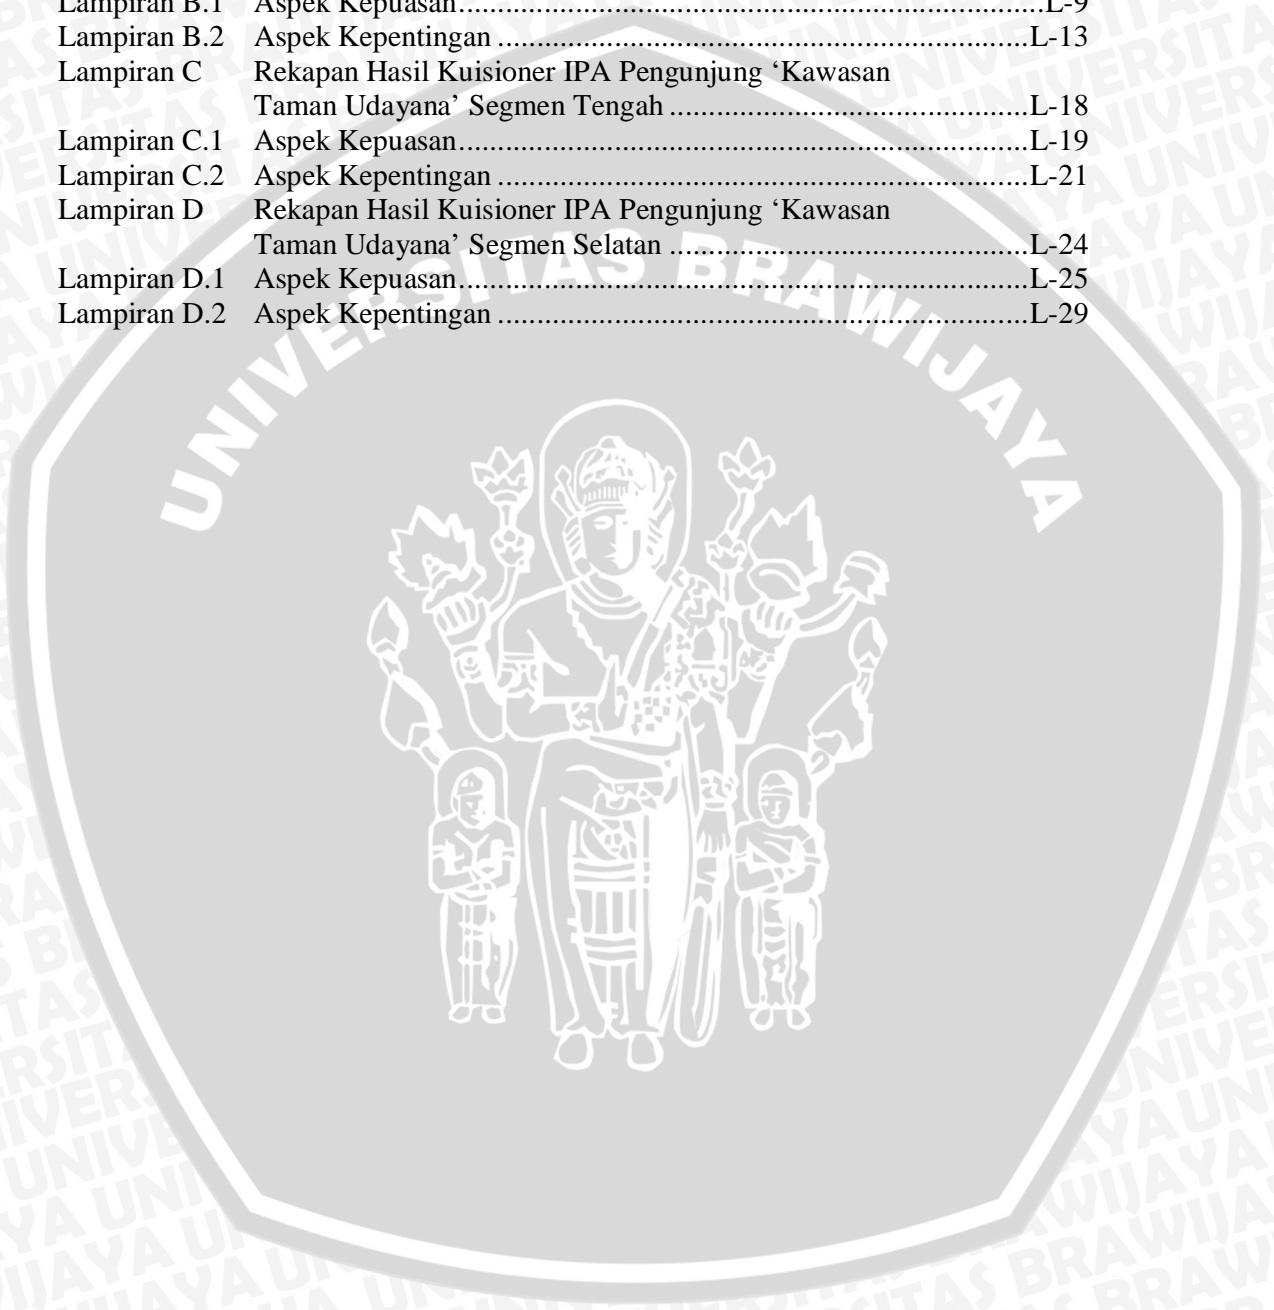 Lampiran B.1 Aspek Kepuasan..........................................................................L-9
Lampiran B.2 Aspek Kepentingan ...................................................................L-13
Lampiran C Rekapan Hasil Kuisioner IPA Pengunjung ‘Kawasan
Taman Udayana’ Segmen Tengah ..............................................L-18
Lampiran C.1 Aspek Kepuasan........................................................................L-19
Lampiran C.2 Aspek Kepentingan ...................................................................L-21
Lampiran D Rekapan Hasil Kuisioner IPA Pengunjung ‘Kawasan
Taman Udayana’ Segmen Selatan ..............................................L-24
Lampiran D.1 Aspek Kepuasan........................................................................L-25
Lampiran D.2 Aspek Kepentingan ...................................................................L-29
UNIVERSITAS BRAWIJAYA